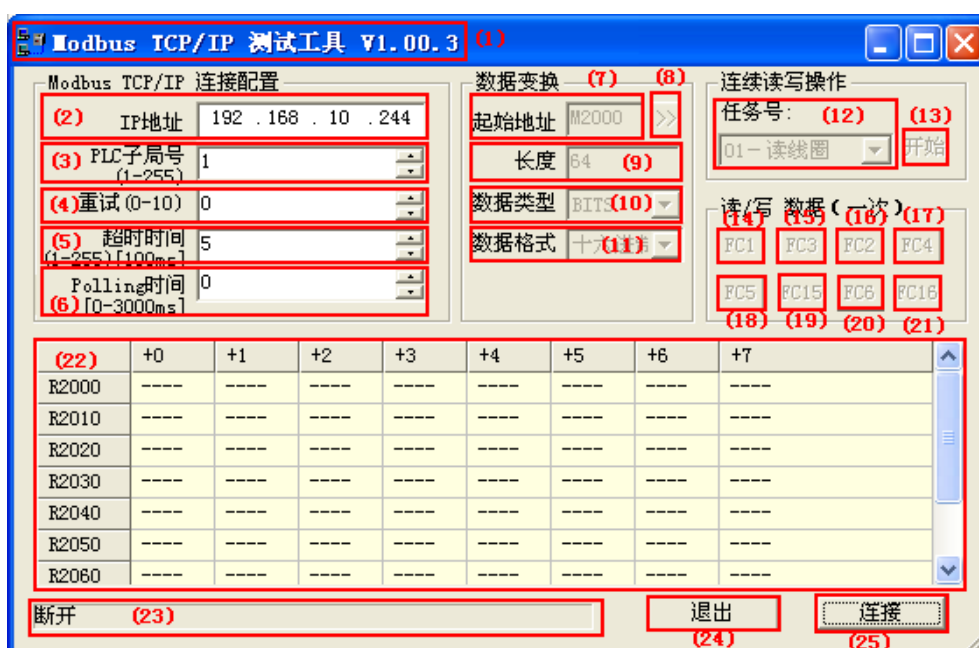 Modbus TCP/IP 测试工具 V1.00.3 (1)
Modbus TCP/IP 连接配置
(2) IP地址 192 .168 . 10 .244
(3) PLC子局号 (1-255) 1
(4)重试(0-10) 0
(5) 超时时间 (1-255)[100ms] 5
Polling时间 (6)[0-3000ms] 0
数据变换 (7) (8)
起始地址 M2000 >>
长度 64 (9)
数据类型 BITS (10)
数据格式 十六进制 (11)
连续读写操作
任务号: (12) (13)
01-读线圈 开始
读/写 数据(一次)
(14) (15) (16) (17)
FC1 FC3 FC2 FC4
FC5 FC15 FC6 FC16
(18) (19) (20) (21)
(22) +0 +1 +2 +3 +4 +5 +6 +7
R2000 ---- ---- ---- ---- ---- ---- ---- ----
R2010 ---- ---- ---- ---- ---- ---- ---- ----
R2020 ---- ---- ---- ---- ---- ---- ---- ----
R2030 ---- ---- ---- ---- ---- ---- ---- ----
R2040 ---- ---- ---- ---- ---- ---- ---- ----
R2050 ---- ---- ---- ---- ---- ---- ---- ----
R2060 ---- ---- ---- ---- ---- ---- ---- ----
断开 (23) 退出 连接
(24) (25)